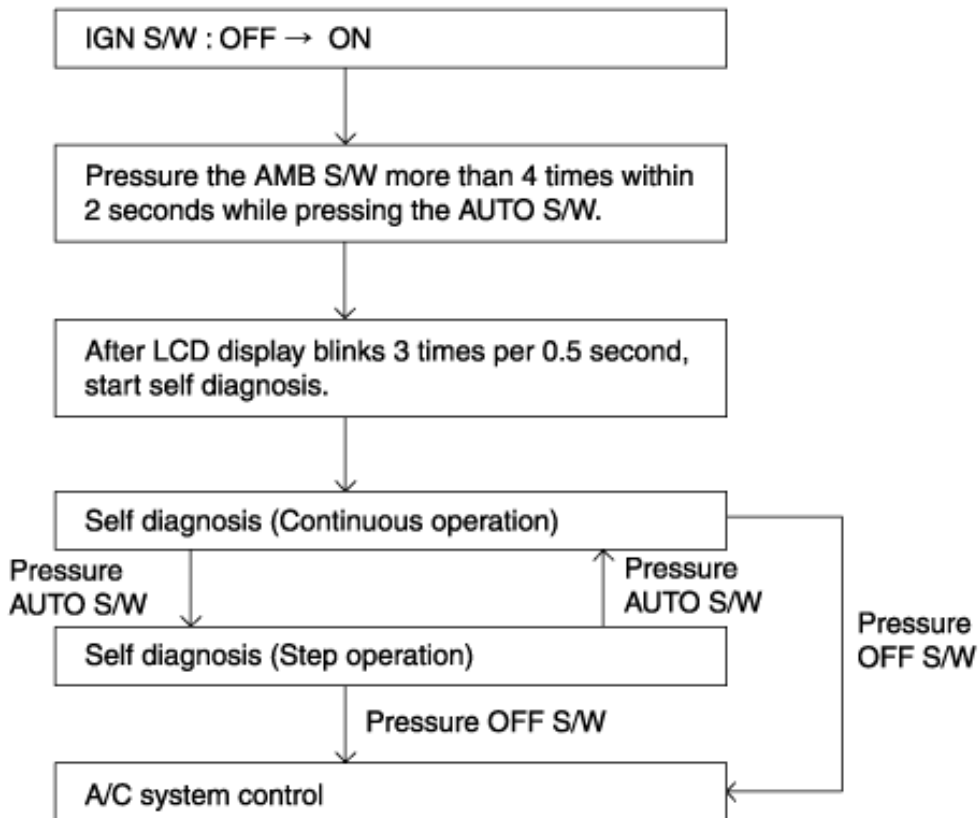 IGN S/W : OFF → ON
Pressure the AMB S/W more than 4 times within
2 seconds while pressing the AUTO S/W.
After LCD display blinks 3 times per 0.5 second,
start self diagnosis.
Self diagnosis (Continuous operation)
Pressure
AUTO S/W
Pressure
AUTO S/W
Pressure
OFF S/W
Self diagnosis (Step operation)
Pressure OFF S/W
A/C system control